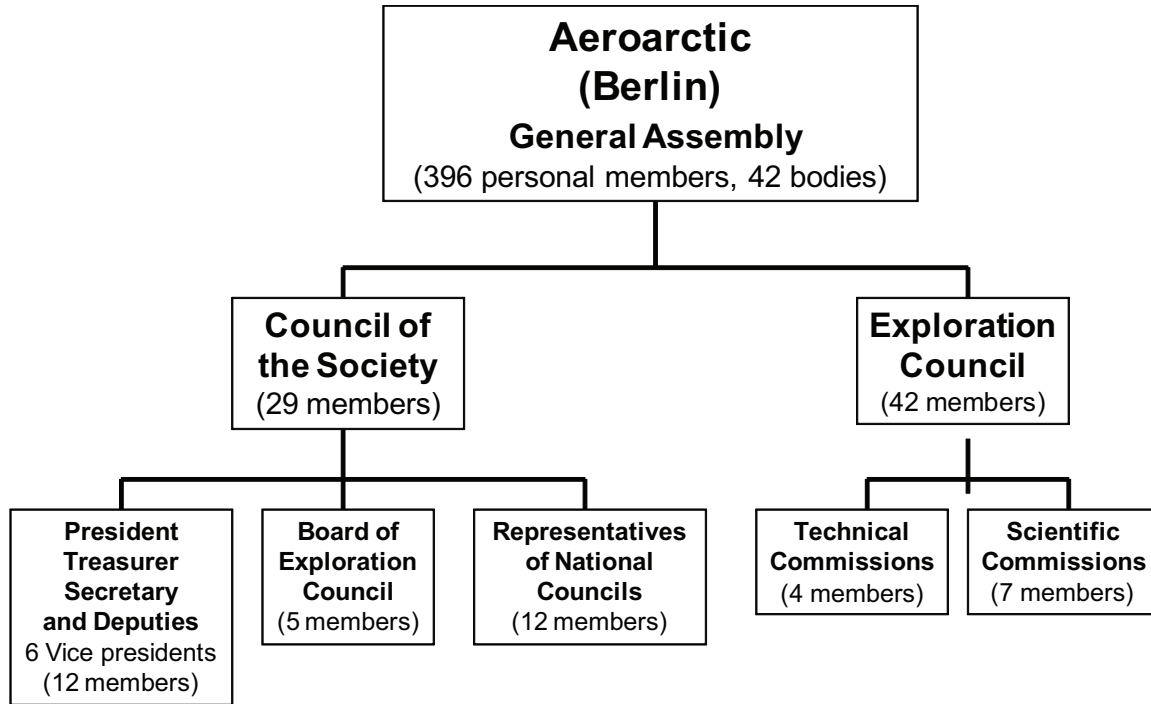 Aeroarctic
(Berlin)
General Assembly
(396 personal members, 42 bodies)
Council of
the Society
(29 members)
Exploration
Council
(42 members)
President
Treasurer
Secretary
and Deputies
6 Vice presidents
(12 members)
Board of
Exploration
Council
(5 members)
Representatives
of National
Councils
(12 members)
Technical
Commissions
(4 members)
Scientific
Commissions
(7 members)